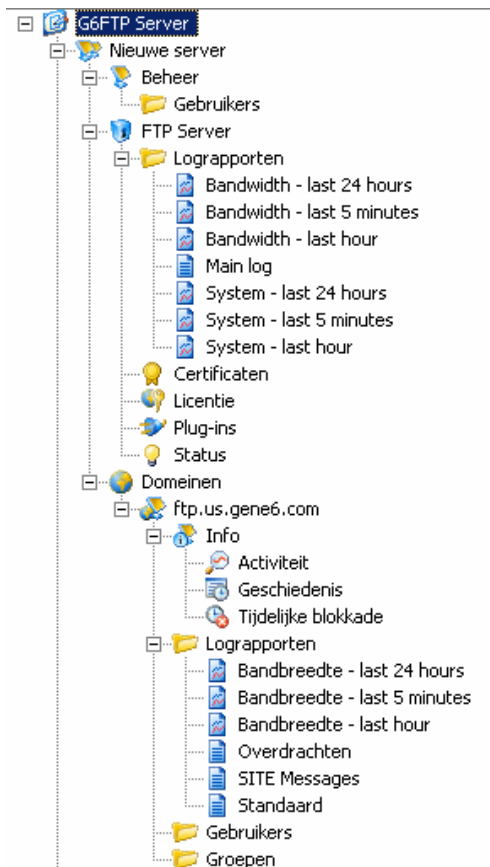 G6FTP Server
Nieuwe server
Beheer
Gebruikers
FTP Server
Lograpporten
Bandwidth - last 24 hours
Bandwidth - last 5 minutes
Bandwidth - last hour
Main log
System - last 24 hours
System - last 5 minutes
System - last hour
Certificaten
Licentie
Plug-ins
Status
Domeinen
ftp.us.gene6.com
Info
Activiteit
Geschiedenis
Tijdelijke blokkade
Lograpporten
Bandbreedte - last 24 hours
Bandbreedte - last 5 minutes
Bandbreedte - last hour
Overdrachten
SITE Messages
Standaard
Gebruikers
Groepen